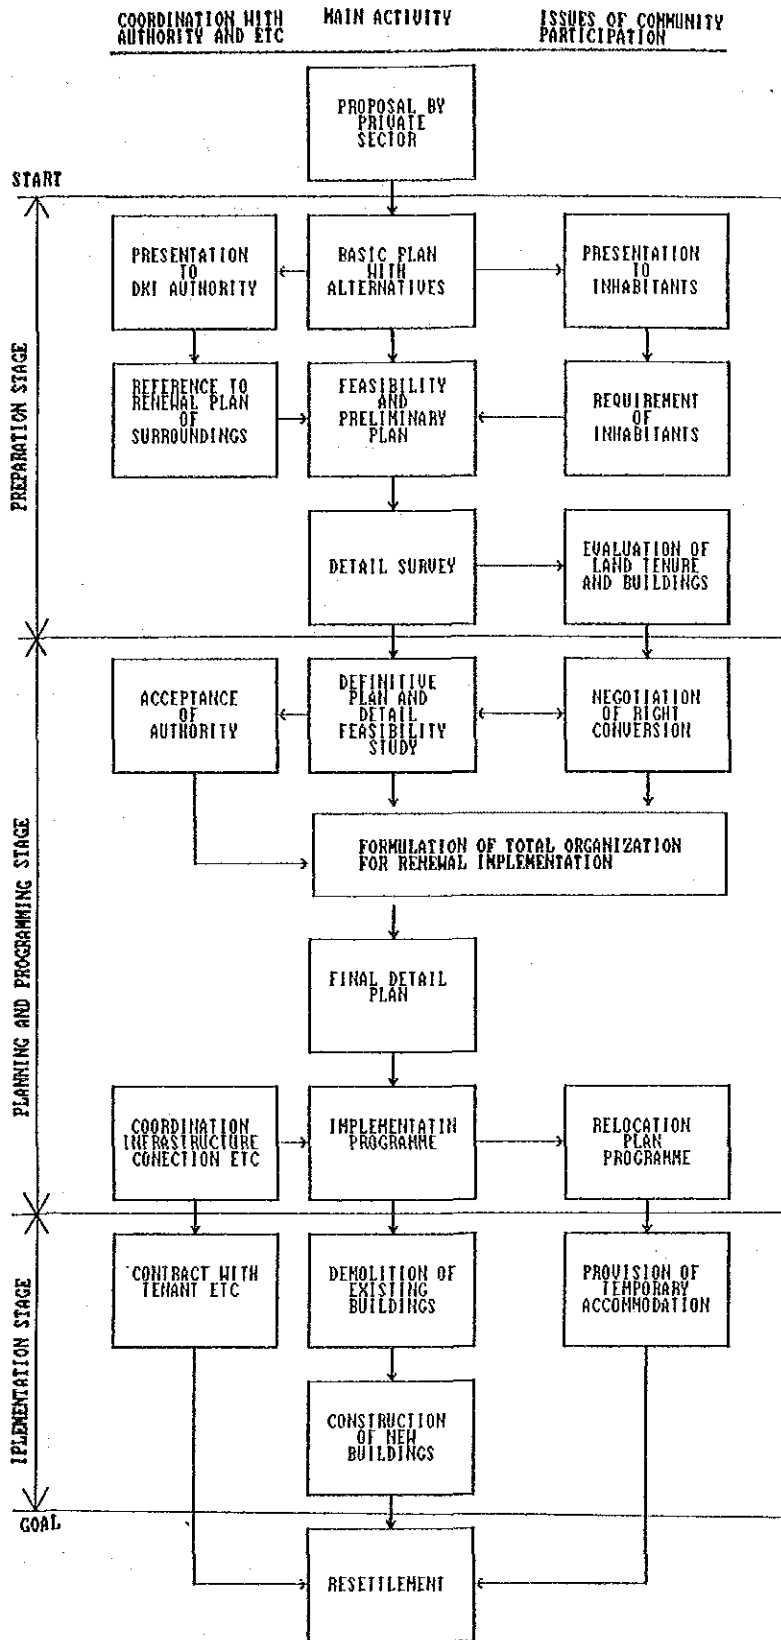 COORDINATION WITH
AUTHORITY AND ETC
MAIN ACTIVITY
ISSUES OF COMMUNITY
PARTICIPATION
PROPOSAL BY
PRIVATE
SECTOR
START
PREPARATION STAGE
PRESENTATION
TO
DKI AUTHORITY
BASIC PLAN
WITH
ALTERNATIVES
PRESENTATION
TO
INHABITANTS
REFERENCE TO
RENEWAL PLAN
OF
SURROUNDINGS
FEASIBILITY
AND
PRELIMINARY
PLAN
REQUIREMENT
OF
INHABITANTS
DETAIL SURVEY
EVALUATION OF
LAND TENURE
AND BUILDINGS
PLANNING AND PROGRAMMING STAGE
ACCEPTANCE
OF
AUTHORITY
DEFINITIVE
PLAN AND
DETAIL
FEASIBILITY
STUDY
NEGOTIATION
OF RIGHT
CONVERSION
FORMULATION OF TOTAL ORGANIZATION
FOR RENEWAL IMPLEMENTATION
FINAL DETAIL
PLAN
COORDINATION
INFRASTRUCTURE
CONECTION ETC
IMPLEMENTATIN
PROGRAMME
RELOCATION
PLAN
PROGRAMME
IPLEMENTATION STAGE
CONTRACT WITH
TENANT ETC
DEMOLITION OF
EXISTING
BUILDINGS
PROVISION OF
TEMPORARY
ACCOMMODATION
CONSTRUCTION
OF NEW
BUILDINGS
GOAL
RESETTLEMENT